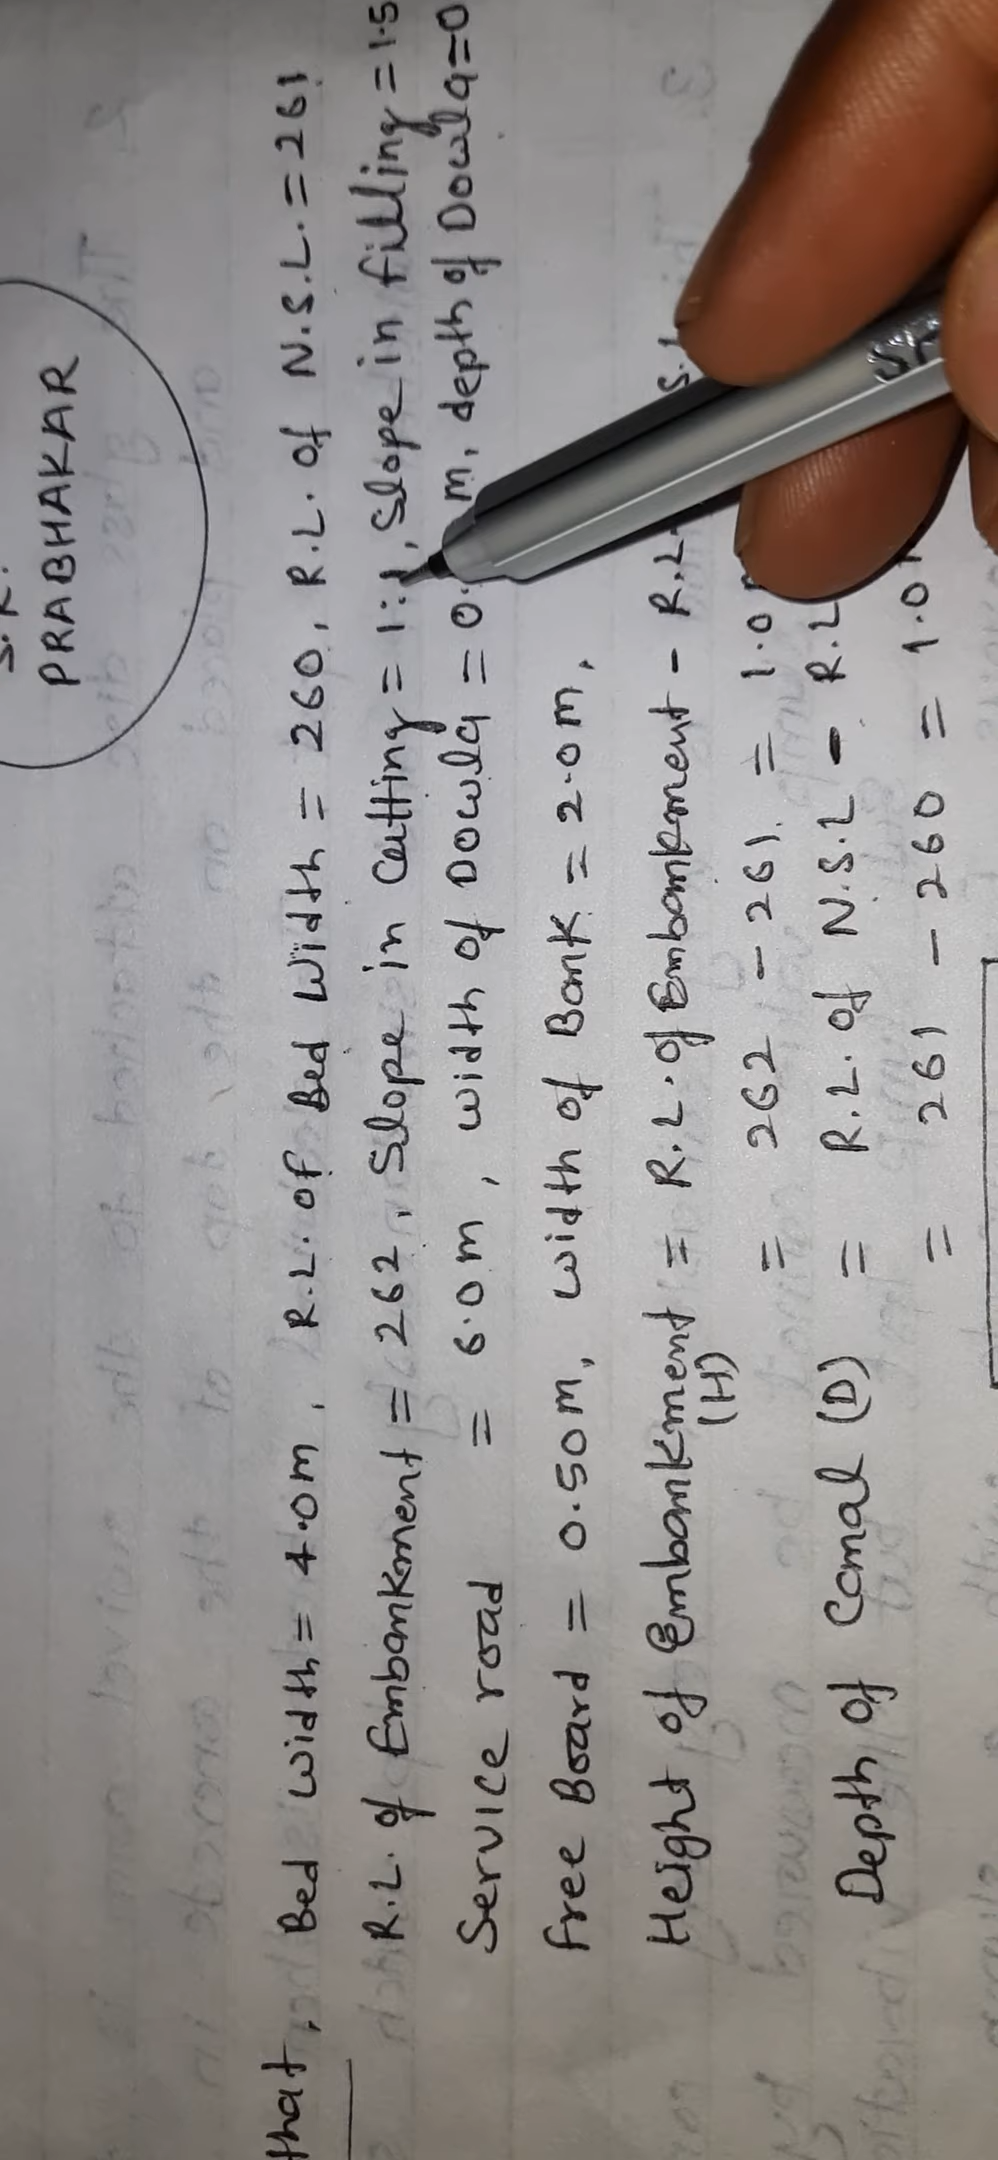 PRABHAKAR
that, Bed width = 4.0m, R.L. of Bed width = 260, R.L. of N.S.L. = 261
R.L. of Embankment = 262, Slope in cutting = 1:1, Slope in filling = 1.5
Service road = 6.0m, width of Dowla = 0. m, depth of Dowla = 0
free Board = 0.50m, width of Bank = 2.0m,
Height of Embankment = R.L. of Embankment - R.L.
(H)
= 262 - 261 = 1.0
Depth of Canal (D) = R.L. of N.S.L - R.L
= 261 - 260 = 1.0